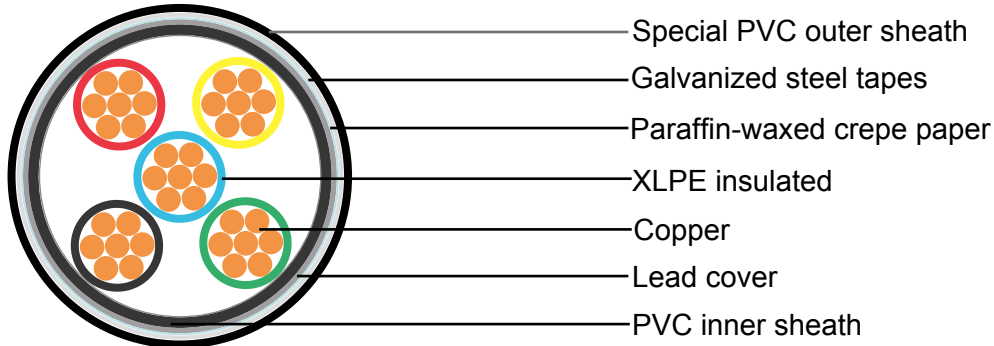 Special PVC outer sheath
Galvanized steel tapes
Paraffin-waxed crepe paper
XLPE insulated
Copper
Lead cover
PVC inner sheath